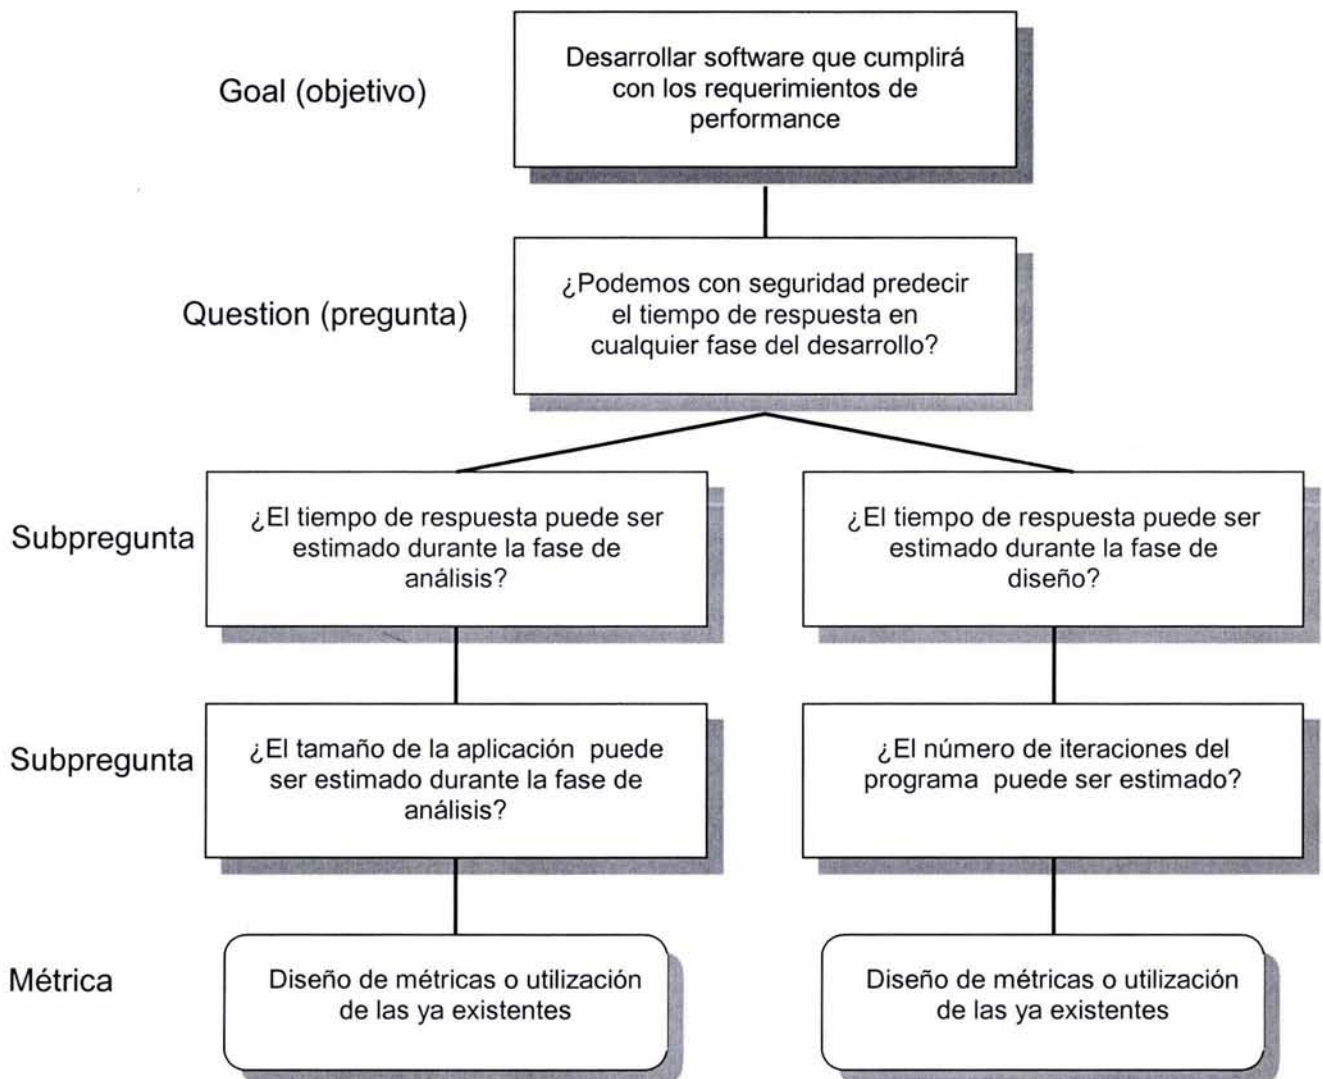 Goal (objetivo)
Desarrollar software que cumplirá
con los requerimientos de
performance
Question (pregunta)
¿Podemos con seguridad predecir
el tiempo de respuesta en
cualquier fase del desarrollo?
Subpregunta
¿El tiempo de respuesta puede ser
estimado durante la fase de
análisis?
¿El tiempo de respuesta puede ser
estimado durante la fase de
diseño?
Subpregunta
¿El tamaño de la aplicación puede
ser estimado durante la fase de
análisis?
¿El número de iteraciones del
programa puede ser estimado?
Métrica
Diseño de métricas o utilización
de las ya existentes
Diseño de métricas o utilización
de las ya existentes